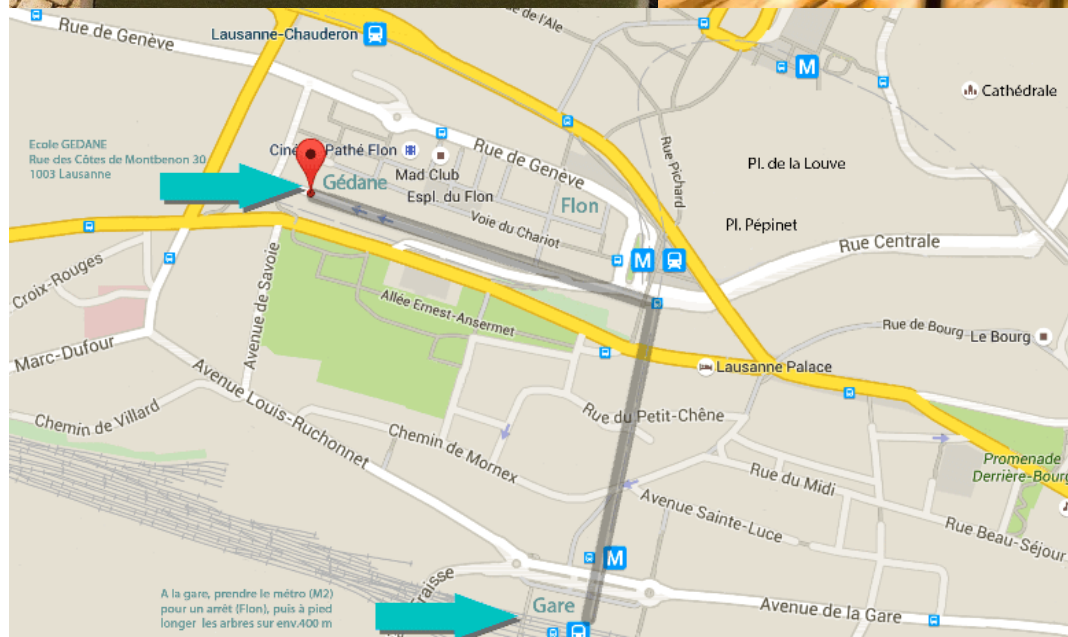 Rue de Genève
Lausanne-Chauderon
rue de l'Ale
M
Cathédrale
Ecole GEDANE
Rue des Côtes de Montbenon 30
1003 Lausanne
Ciné Pathé Flon
Mad Club
Rue de Genève
Rue Pichard
Pl. de la Louve
Gédane
Espl. du Flon
Flon
Voie du Chariot
Pl. Pépinet
Rue Centrale
M
Croix-Rouges
Avenue de Savoie
Allée Ernest-Ansermet
Rue de Bourg
Le Bourg
Marc-Dufour
Lausanne Palace
Avenue Louis-Ruchonnet
Rue du Petit-Chêne
Chemin de Villard
Chemin de Mornex
Promenade
Derrière-Bourg
Rue du Midi
Avenue Sainte-Luce
Rue Beau-Séjour
M
A la gare, prendre le métro (M2)
pour un arrêt (Flon), puis à pied
longer les arbres sur env.400 m
Fraisse
Gare
Avenue de la Gare